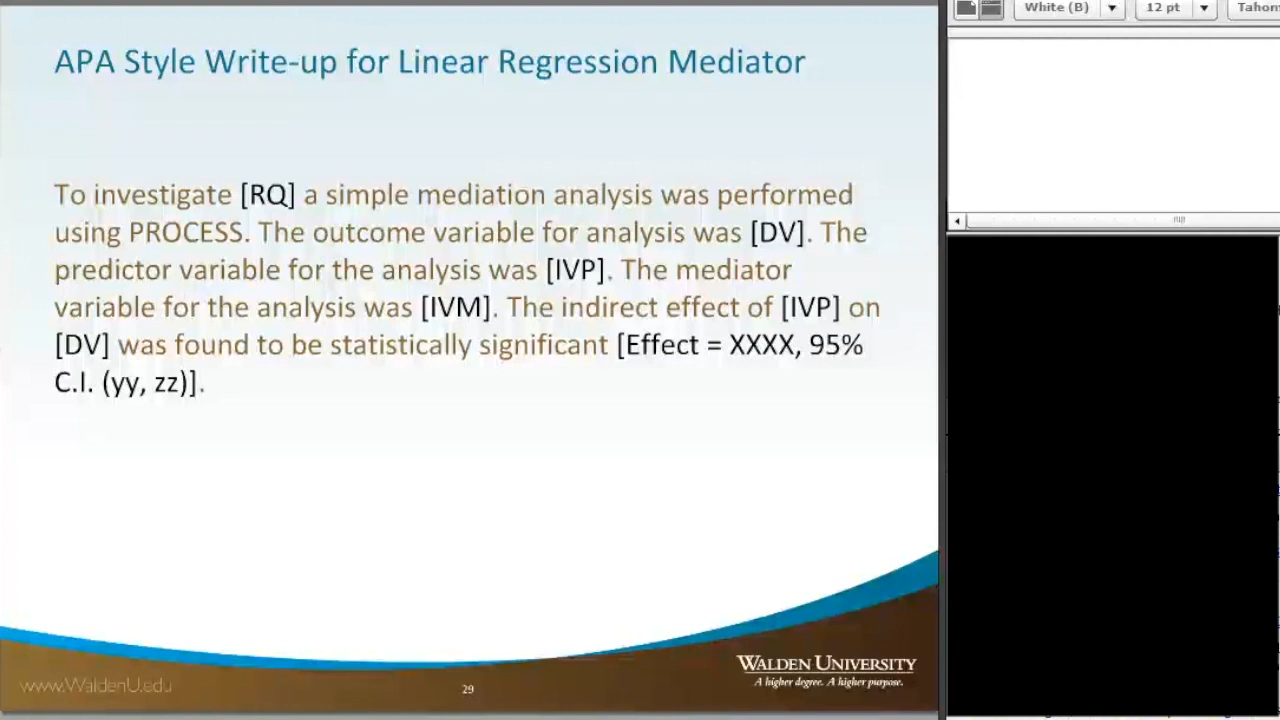 APA Style Write-up for Linear Regression Mediator
To investigate [RQ] a simple mediation analysis was performed
using PROCESS. The outcome variable for analysis was [DV]. The
predictor variable for the analysis was [IVP]. The mediator
variable for the analysis was [IVM]. The indirect effect of [IVP] on
[DV] was found to be statistically significant [Effect = XXXX, 95%
C.I. (yy, zz)].
WALDEN UNIVERSITY
A higher degree. A higher purpose.
www.WaldenU.edu
29
White (B)
12 pt